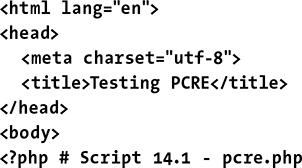 <html lang="en">
<head>
  <meta charset="utf-8">
  <title>Testing PCRE</title>
</head>
<body>
<?php # Script 14.1 - pcre.php